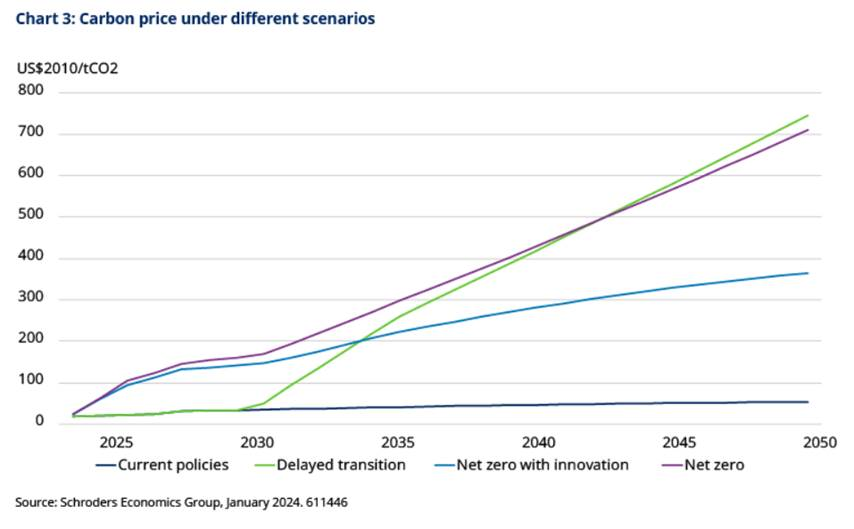 Chart 3: Carbon price under different scenarios
US$2010/tCO2
800
700
600
500
400
300
200
100
0
2025 2030 2035 2040 2045 2050
Current policies Delayed transition Net zero with innovation Net zero
Source: Schroders Economics Group, January 2024. 611446